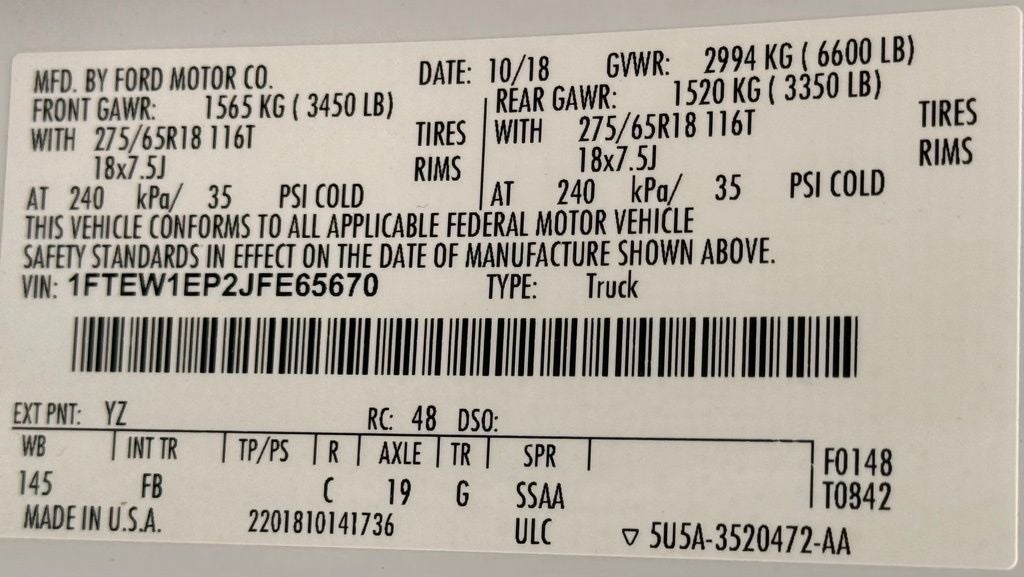 MFD. BY FORD MOTOR CO. DATE: 10/18 GVWR: 2994 KG ( 6600 LB)
FRONT GAWR: 1565 KG ( 3450 LB) REAR GAWR: 1520 KG ( 3350 LB)
WITH 275/65R18 116T TIRES WITH 275/65R18 116T TIRES
18x7.5J RIMS 18x7.5J RIMS
AT 240 kPa/ 35 PSI COLD AT 240 kPa/ 35 PSI COLD
THIS VEHICLE CONFORMS TO ALL APPLICABLE FEDERAL MOTOR VEHICLE
SAFETY STANDARDS IN EFFECT ON THE DATE OF MANUFACTURE SHOWN ABOVE.
VIN: 1FTEW1EP2JFE65670 TYPE: Truck
EXT PNT: YZ RC: 48 DSO:
WB INT TR TP/PS R AXLE TR SPR F0148
145 FB C 19 G SSAA T0842
MADE IN U.S.A. 2201810141736 ULC ▽ 5U5A-3520472-AA